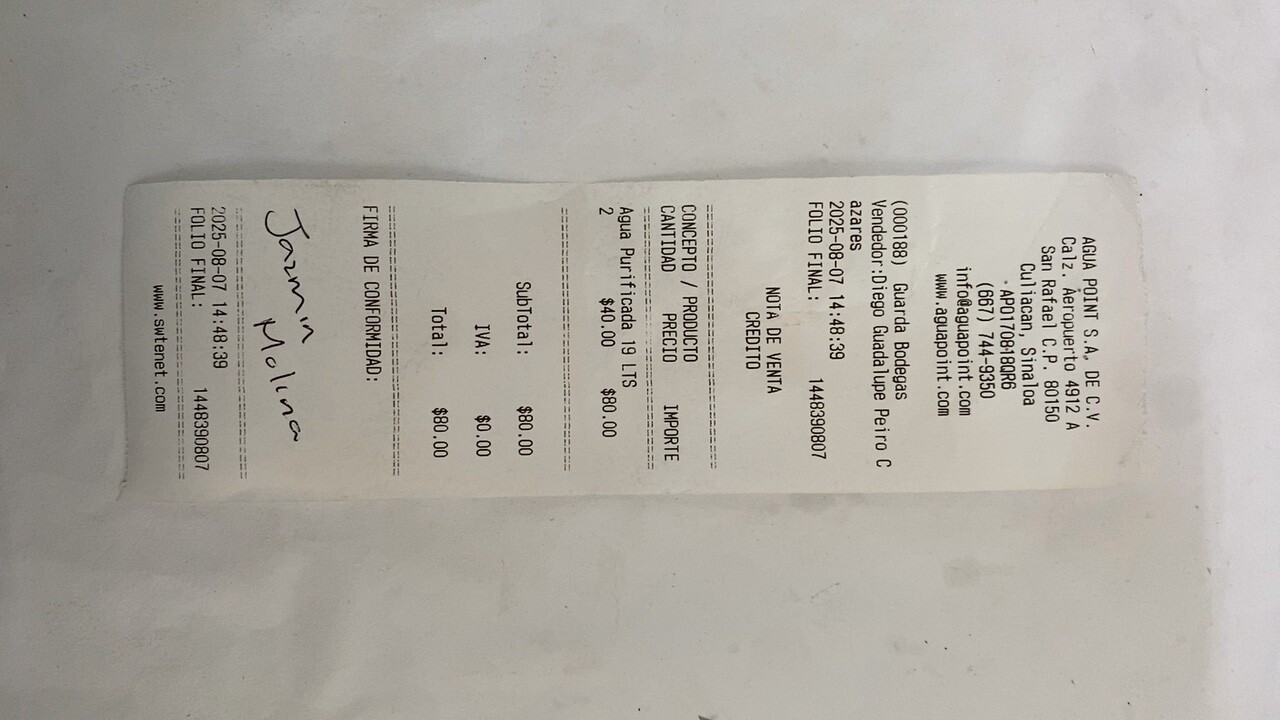 AGUA POINT S.A, DE C.V.
Calz. Aeropuerto 4912 A
San Rafael C.P. 80150
Culiacan, Sinaloa
APO170818QR6
(667) 744-9350
info@aguapoint.com
www.aguapoint.com
(000188) Guarda Bodegas
Vendedor:Diego Guadalupe Peiro C
azares
2025-08-07 14:48:39
FOLIO FINAL: 1448390807
NOTA DE VENTA
CREDITO
CONCEPTO / PRODUCTO
CANTIDAD PRECIO IMPORTE
Agua Purificada 19 LTS
2 $40.00 $80.00
SubTotal: $80.00
IVA: $0.00
Total: $80.00
FIRMA DE CONFORMIDAD:
Jazmin Molina
2025-08-07 14:48:39
FOLIO FINAL: 1448390807
www.swtenet.com